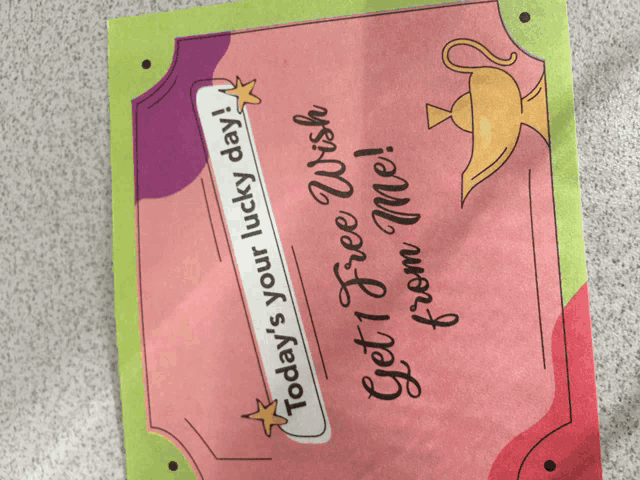 Today's your lucky day!
Get 1 Free Wish
from Me!